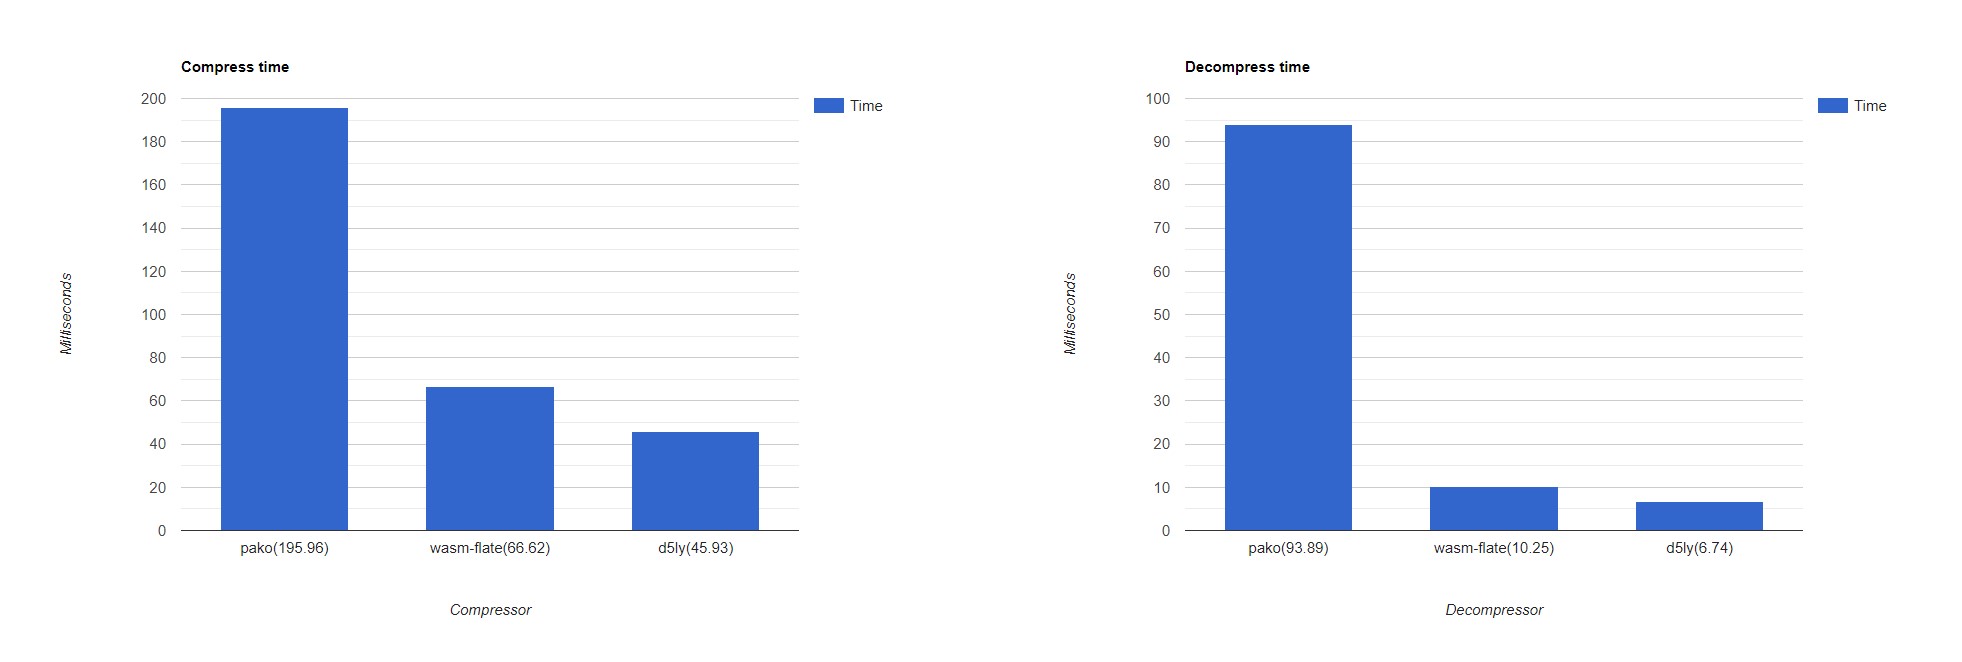 Compress time
Time
200
180
160
140
120
100
80
60
40
20
0
Milliseconds
pako(195.96) wasm-flate(66.62) d5ly(45.93)
Compressor
Decompress time
Time
100
90
80
70
60
50
40
30
20
10
0
Milliseconds
pako(93.89) wasm-flate(10.25) d5ly(6.74)
Decompressor